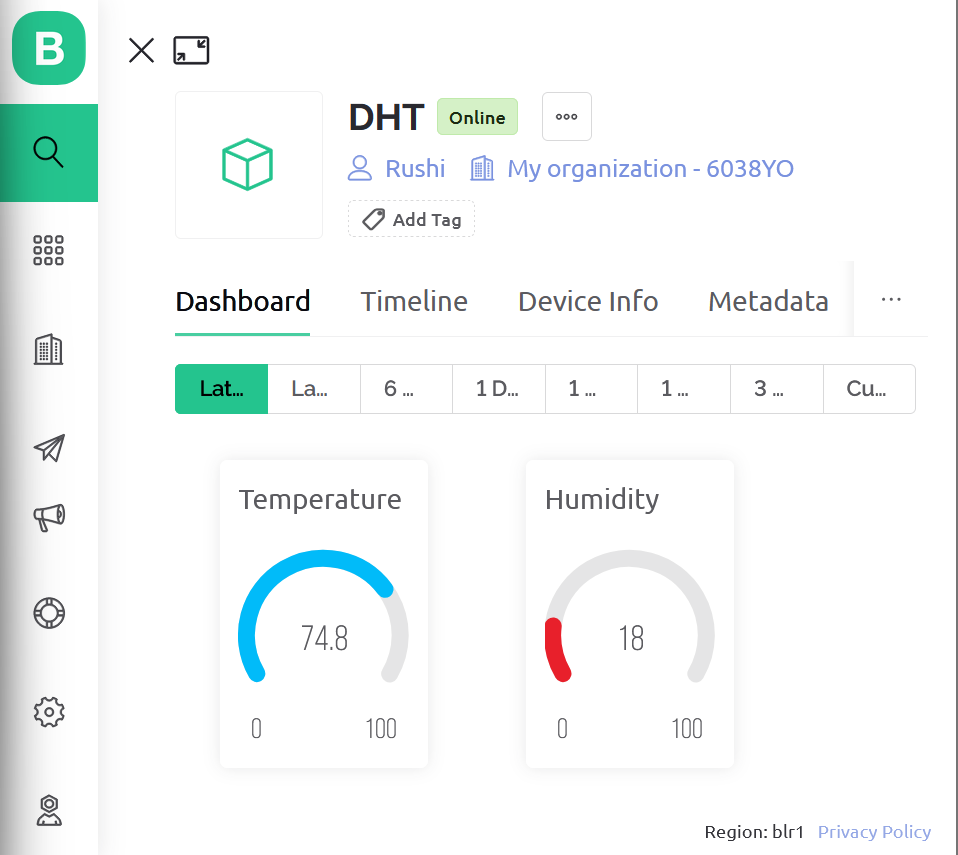 B
DHT Online
Rushi My organization - 6038YO
Add Tag
Dashboard Timeline Device Info Metadata ...
Lat... La... 6 ... 1 D... 1 ... 1 ... 3 ... Cu...
Temperature Humidity
74.8 18
0 100 0 100
Region: blr1 Privacy Policy